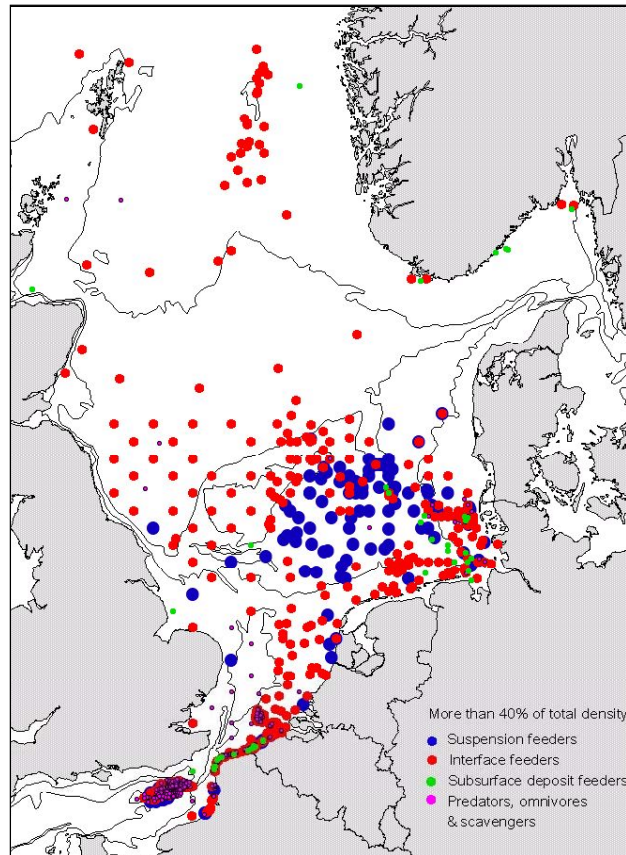 More than 40% of total density
Suspension feeders
Interface feeders
Subsurface deposit feeders
Predators, omnivores
& scavengers